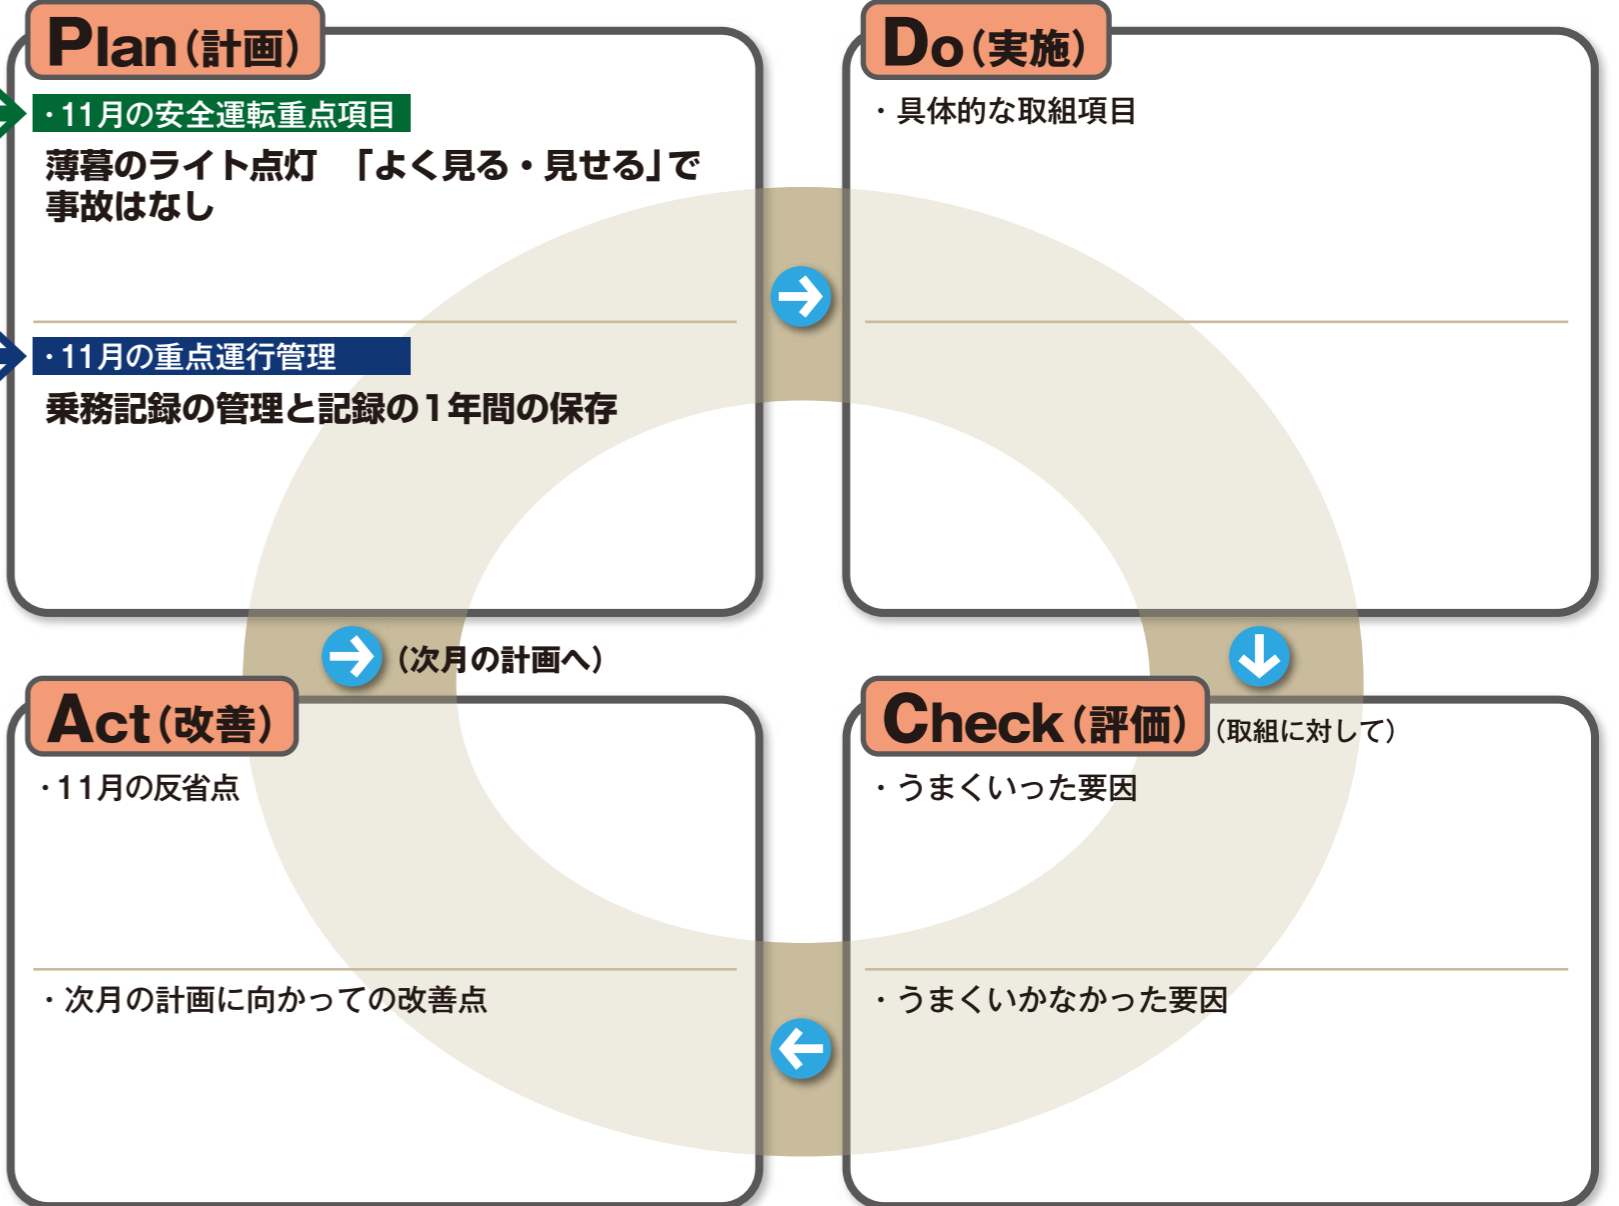 Plan（計画）
・11月の安全運転重点項目
薄暮のライト点灯　「よく見る・見せる」で
事故はなし
・11月の重点運行管理
乗務記録の管理と記録の1年間の保存
Do（実施）
・具体的な取組項目
（次月の計画へ）
Act（改善）
・11月の反省点
・次月の計画に向かっての改善点
Check（評価）（取組に対して）
・うまくいった要因
・うまくいかなかった要因